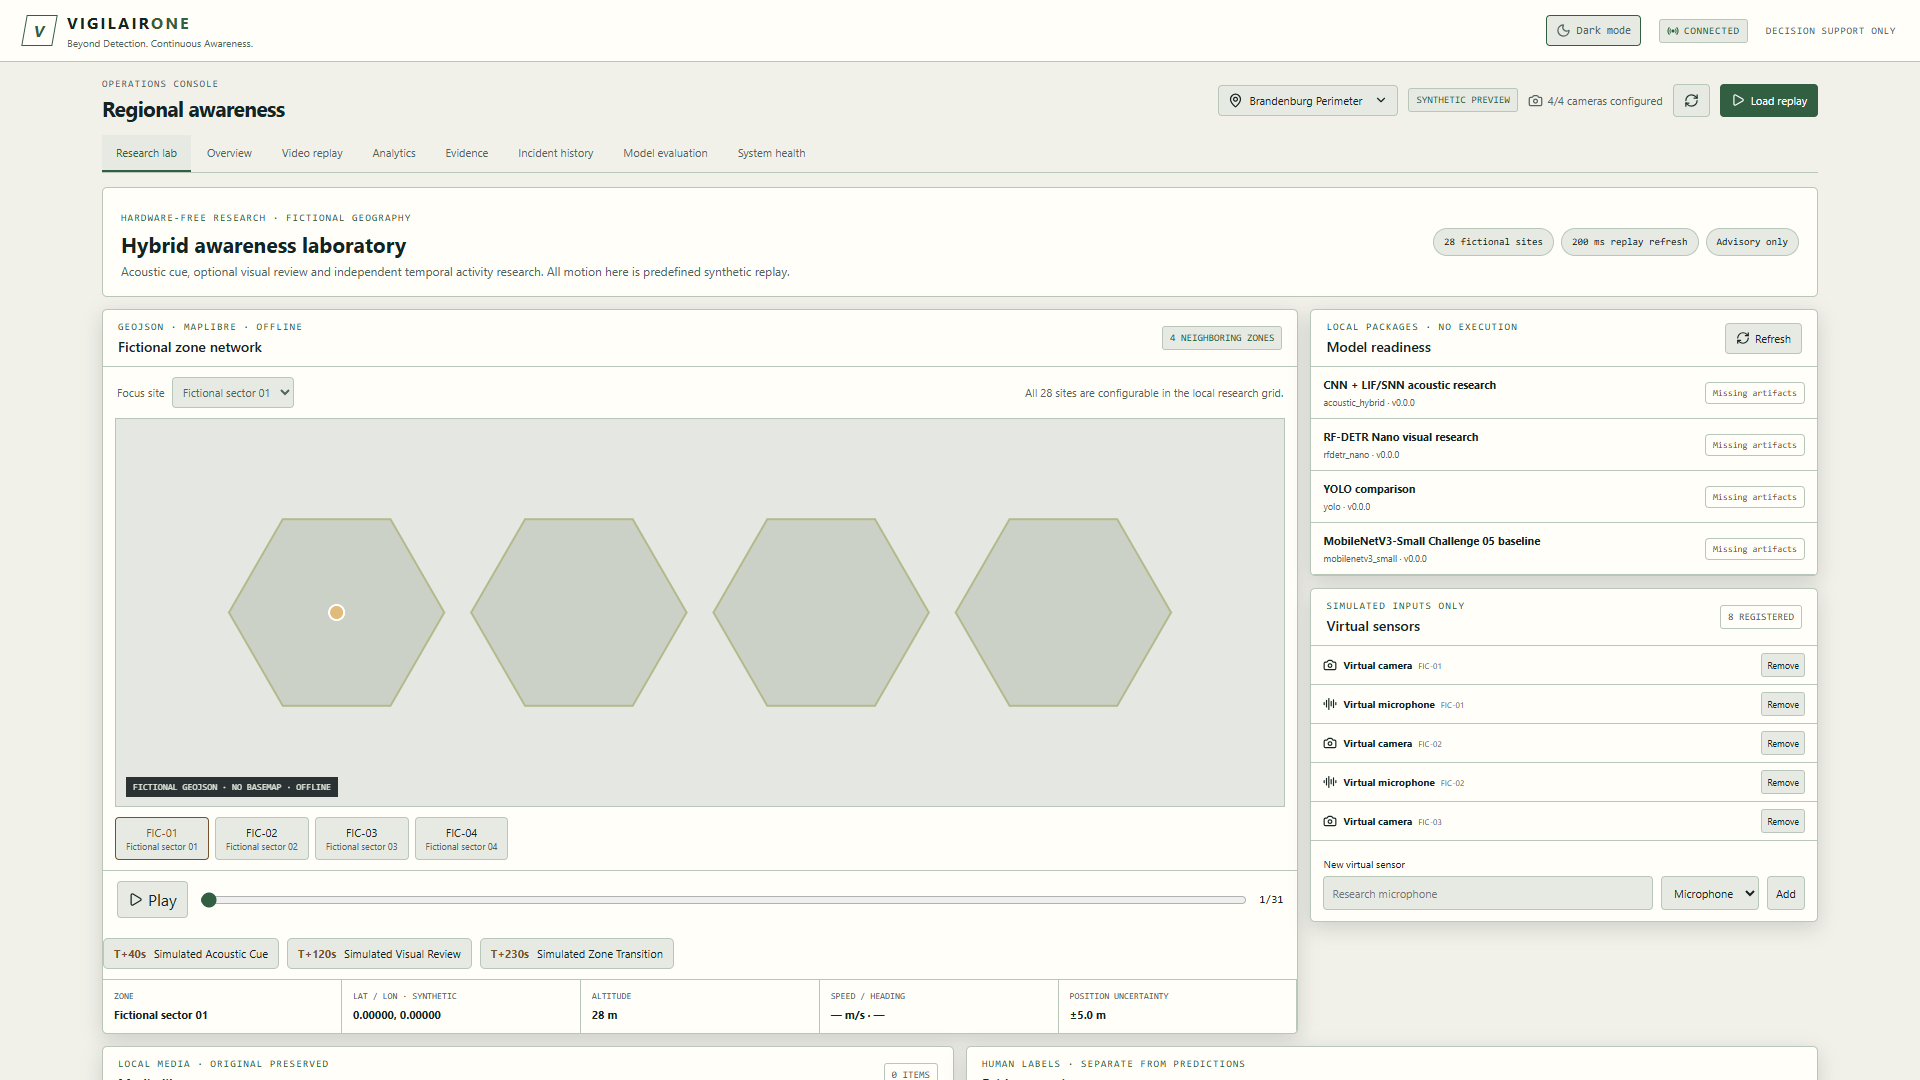 V
VIGILAIRONE
Beyond Detection. Continuous Awareness.
Dark mode
CONNECTED
DECISION SUPPORT ONLY
OPERATIONS CONSOLE
Regional awareness
Brandenburg Perimeter
SYNTHETIC PREVIEW
4/4 cameras configured
Load replay
Research lab
Overview
Video replay
Analytics
Evidence
Incident history
Model evaluation
System health
HARDWARE-FREE RESEARCH · FICTIONAL GEOGRAPHY
Hybrid awareness laboratory
Acoustic cue, optional visual review and independent temporal activity research. All motion here is predefined synthetic replay.
28 fictional sites
200 ms replay refresh
Advisory only
GEOJSON · MAPLIBRE · OFFLINE
Fictional zone network
4 NEIGHBORING ZONES
Focus site
Fictional sector 01
All 28 sites are configurable in the local research grid.
FICTIONAL GEOJSON · NO BASEMAP · OFFLINE
FIC-01
Fictional sector 01
FIC-02
Fictional sector 02
FIC-03
Fictional sector 03
FIC-04
Fictional sector 04
Play
1/31
T+40s Simulated Acoustic Cue
T+120s Simulated Visual Review
T+230s Simulated Zone Transition
ZONE
Fictional sector 01
LAT / LON · SYNTHETIC
0.00000, 0.00000
ALTITUDE
28 m
SPEED / HEADING
— m/s · —
POSITION UNCERTAINTY
±5.0 m
LOCAL PACKAGES · NO EXECUTION
Model readiness
Refresh
CNN + LIF/SNN acoustic research
acoustic_hybrid · v0.0.0
Missing artifacts
RF-DETR Nano visual research
rfdetr_nano · v0.0.0
Missing artifacts
YOLO comparison
yolo · v0.0.0
Missing artifacts
MobileNetV3-Small Challenge 05 baseline
mobilenetv3_small · v0.0.0
Missing artifacts
SIMULATED INPUTS ONLY
Virtual sensors
8 REGISTERED
Virtual camera FIC-01
Remove
Virtual microphone FIC-01
Remove
Virtual camera FIC-02
Remove
Virtual microphone FIC-02
Remove
Virtual camera FIC-03
Remove
New virtual sensor
Research microphone
Microphone
Add
LOCAL MEDIA · ORIGINAL PRESERVED
0 ITEMS
HUMAN LABELS · SEPARATE FROM PREDICTIONS